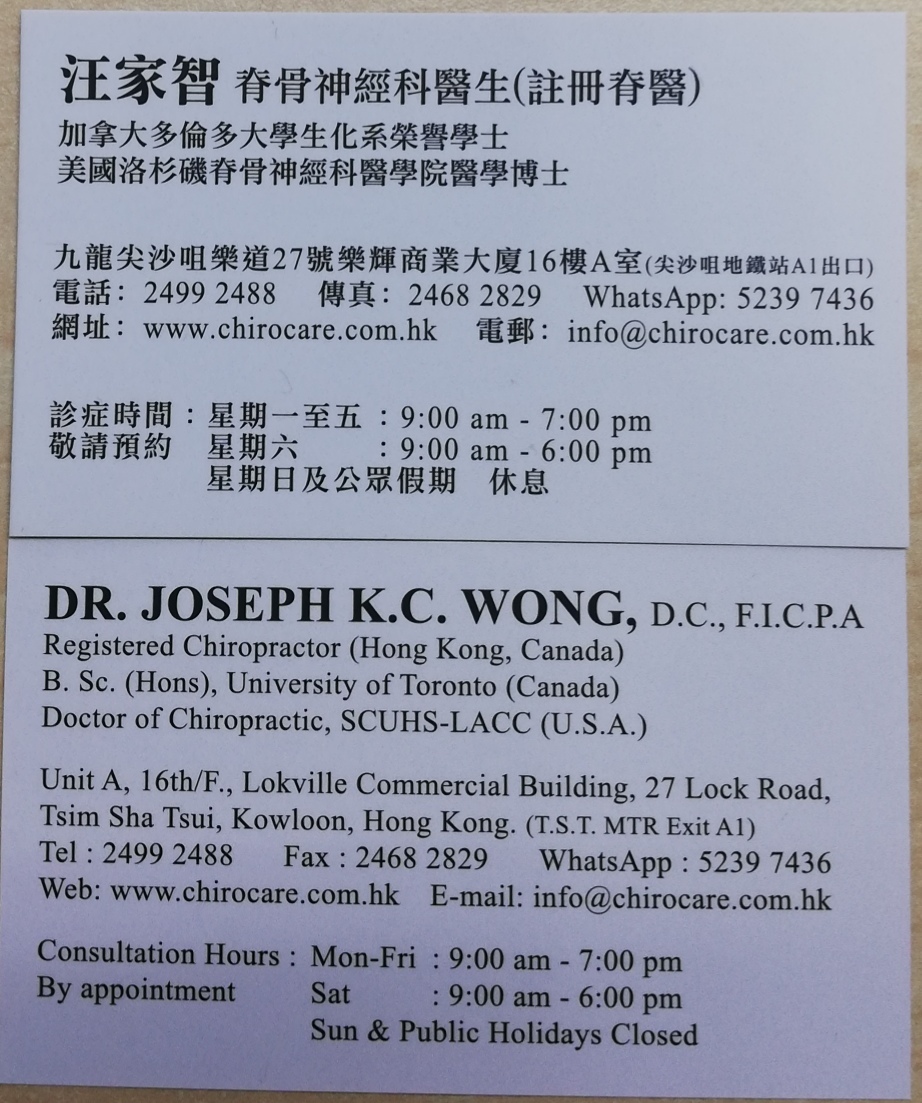 汪家智 脊骨神經科醫生(註冊脊醫)
加拿大多倫多大學生化系榮譽學士
美國洛杉磯脊骨神經科醫學院醫學博士
九龍尖沙咀樂道27號樂輝商業大廈16樓A室(尖沙咀地鐵站A1出口)
電話： 2499 2488 傳真： 2468 2829 WhatsApp: 5239 7436
網址： www.chirocare.com.hk 電郵： info@chirocare.com.hk
診症時間：星期一至五 ：9:00 am - 7:00 pm
敬請預約 星期六 ：9:00 am - 6:00 pm
星期日及公眾假期 休息
DR. JOSEPH K.C. WONG, D.C., F.I.C.P.A
Registered Chiropractor (Hong Kong, Canada)
B. Sc. (Hons), University of Toronto (Canada)
Doctor of Chiropractic, SCUHS-LACC (U.S.A.)
Unit A, 16th/F., Lokville Commercial Building, 27 Lock Road,
Tsim Sha Tsui, Kowloon, Hong Kong. (T.S.T. MTR Exit A1)
Tel : 2499 2488 Fax : 2468 2829 WhatsApp : 5239 7436
Web: www.chirocare.com.hk E-mail: info@chirocare.com.hk
Consultation Hours : Mon-Fri : 9:00 am - 7:00 pm
By appointment Sat : 9:00 am - 6:00 pm
Sun & Public Holidays Closed